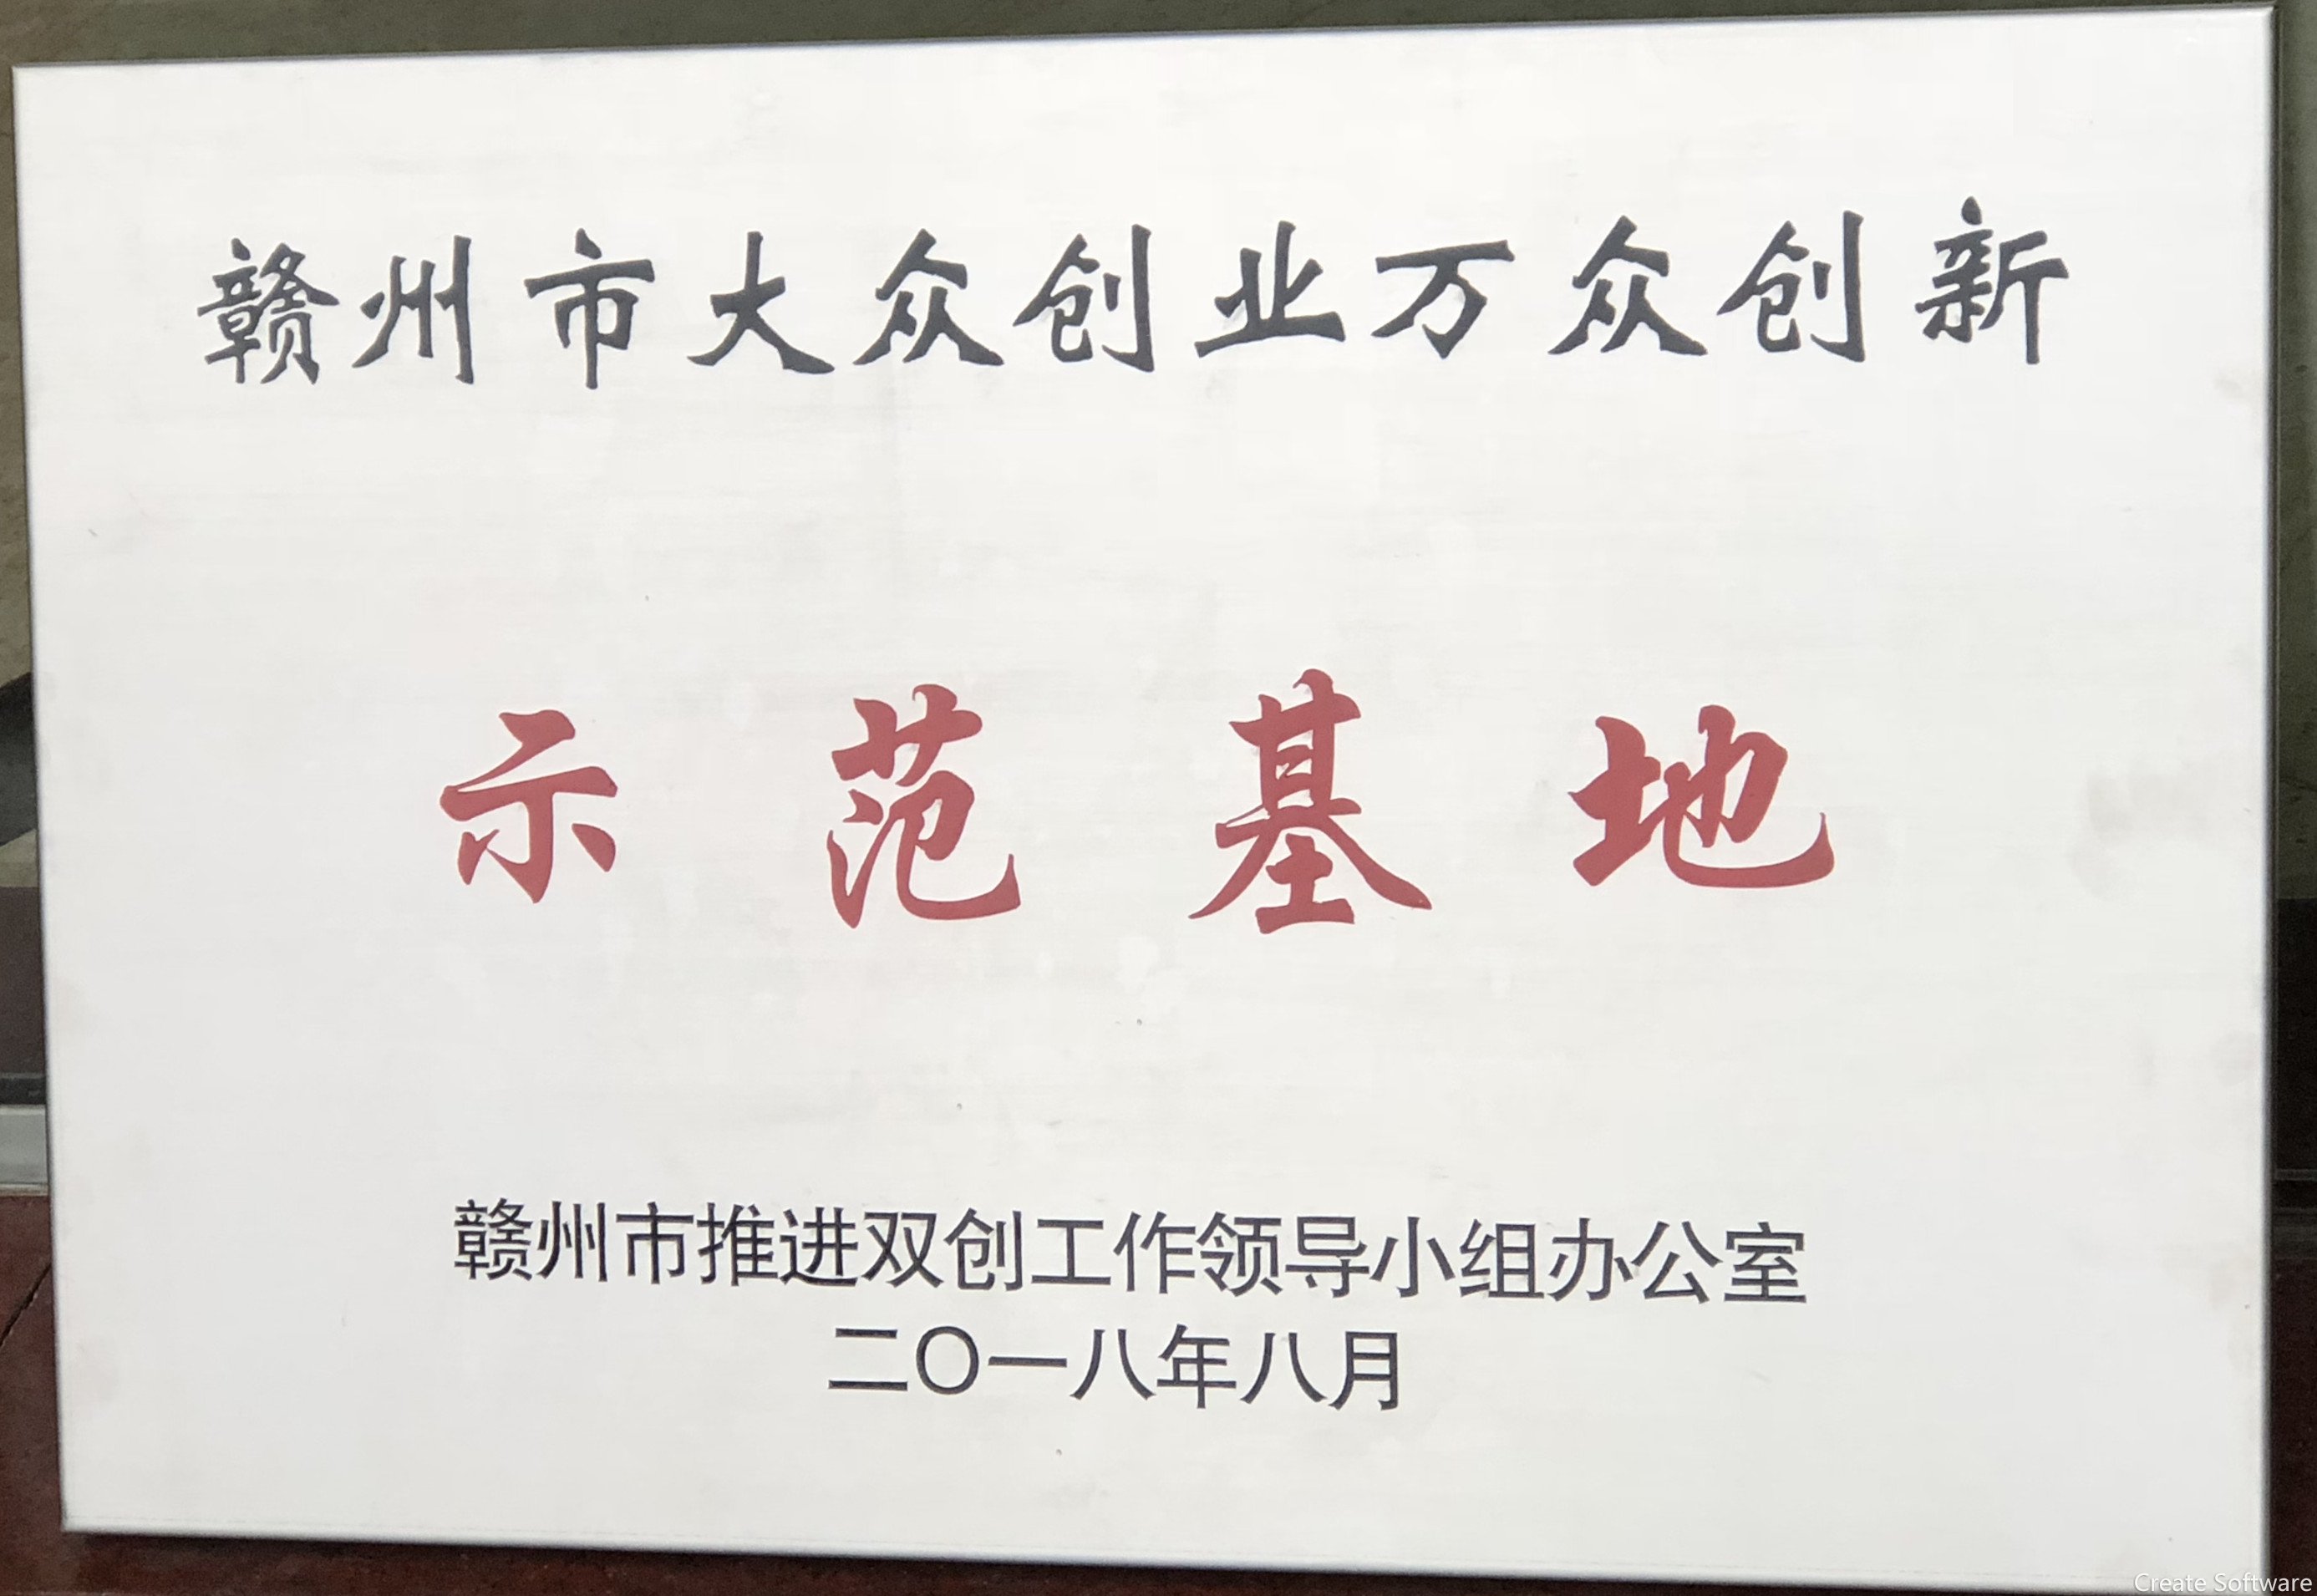 赣州市大众创业万众创新
示范基地
赣州市推进双创工作领导小组办公室
二〇一八年八月
Create Software